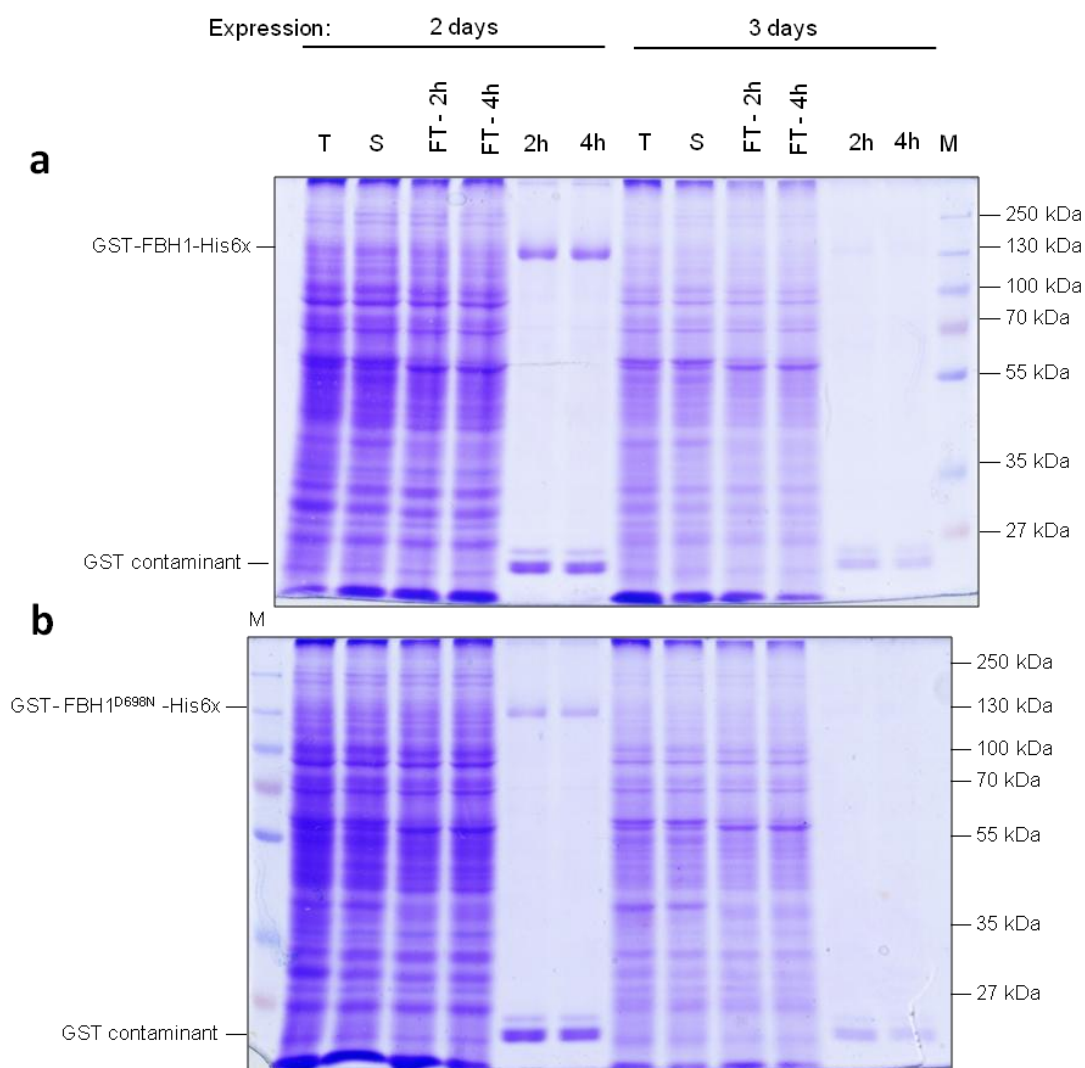 Expression: 2 days 3 days
T S FT - 2h FT - 4h 2h 4h T S FT - 2h FT - 4h 2h 4h M
a
250 kDa
GST-FBH1-His6x 130 kDa
100 kDa
70 kDa
55 kDa
35 kDa
27 kDa
GST contaminant
b
M
250 kDa
GST- FBH1D698N -His6x 130 kDa
100 kDa
70 kDa
55 kDa
35 kDa
27 kDa
GST contaminant